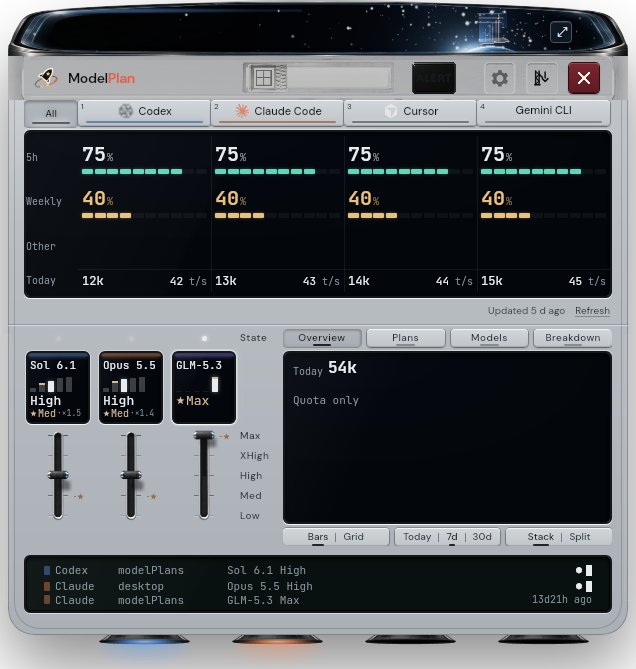 ModelPlan ALERT
All 1 Codex 2 Claude Code 3 Cursor 4 Gemini CLI
5h 75% 75% 75% 75%
Weekly 40% 40% 40% 40%
Other
Today 12k 42 t/s 13k 43 t/s 14k 44 t/s 15k 45 t/s
Updated 5 d ago Refresh
State Overview Plans Models Breakdown
Sol 6.1 Opus 5.5 GLM-5.3
High High
★Med ·×1.5 ★Med ·×1.4 ★Max
Today 54k
Quota only
Max
XHigh
High
Med
Low
Bars | Grid Today | 7d | 30d Stack | Split
Codex modelPlans Sol 6.1 High
Claude desktop Opus 5.5 High
Claude modelPlans GLM-5.3 Max 13d21h ago